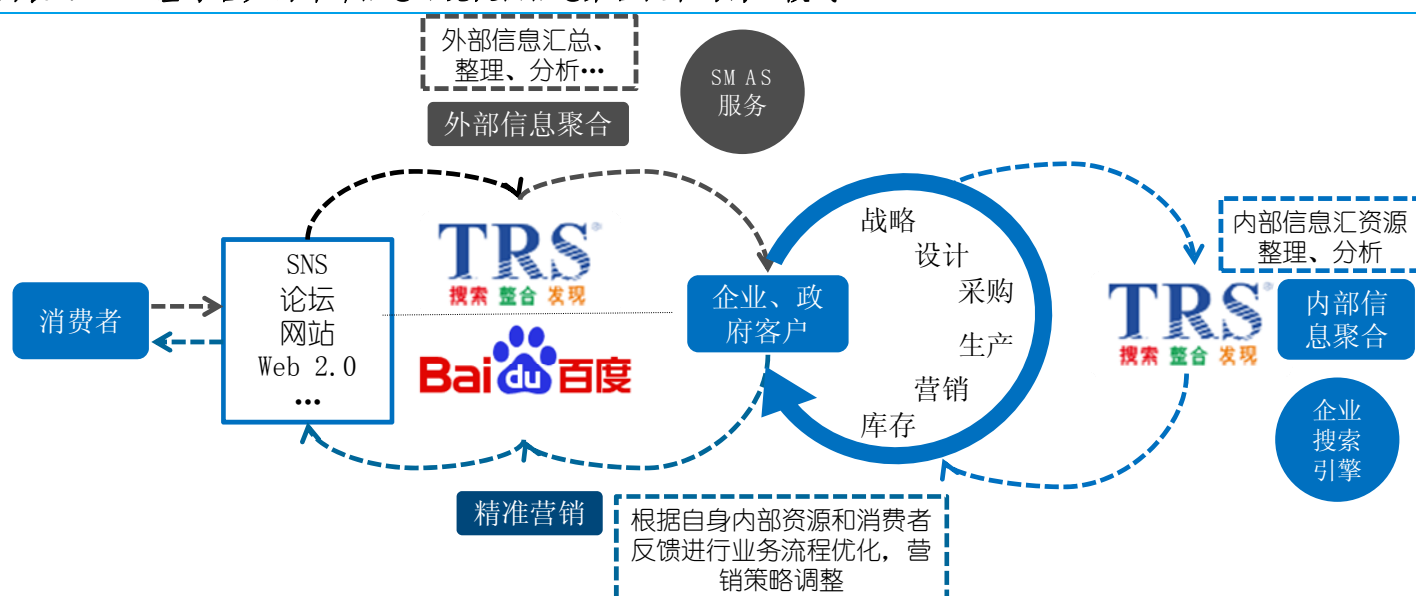 外部信息汇总、
整理、分析…
SMAS
服务
外部信息聚合
战略
设计
采购
生产
营销
库存
内部信息汇资源
整理、分析
TRS®
搜索 整合 发现
SNS
论坛
网站
Web 2.0
…
消费者
企业、政
府客户
TRS
搜索 整合 发现
内部信
息聚合
Baidu百度
企业
搜索
引擎
精准营销
根据自身内部资源和消费者
反馈进行业务流程优化，营
销策略调整